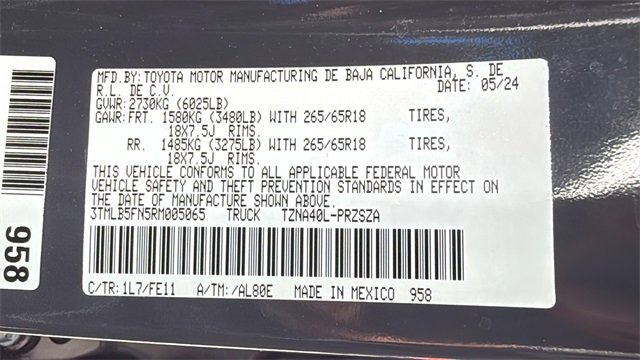 MFD.BY: TOYOTA MOTOR MANUFACTURING DE BAJA CALIFORNIA, S. DE
R.L. DE C.V. DATE: 05/24
GVWR: 2730KG (6025LB)
GAWR: FRT. 1580KG (3480LB) WITH 265/65R18 TIRES,
18X7.5J RIMS.
RR. 1485KG (3275LB) WITH 265/65R18 TIRES,
18X7.5J RIMS.
THIS VEHICLE CONFORMS TO ALL APPLICABLE FEDERAL MOTOR
VEHICLE SAFETY AND THEFT PREVENTION STANDARDS IN EFFECT ON
THE DATE OF MANUFACTURE SHOWN ABOVE.
3TMLB5FN5RM005065 TRUCK TZNA40L-PRZSZA
C/TR: 1L7/FE11 A/TM: /AL80E MADE IN MEXICO 958
958